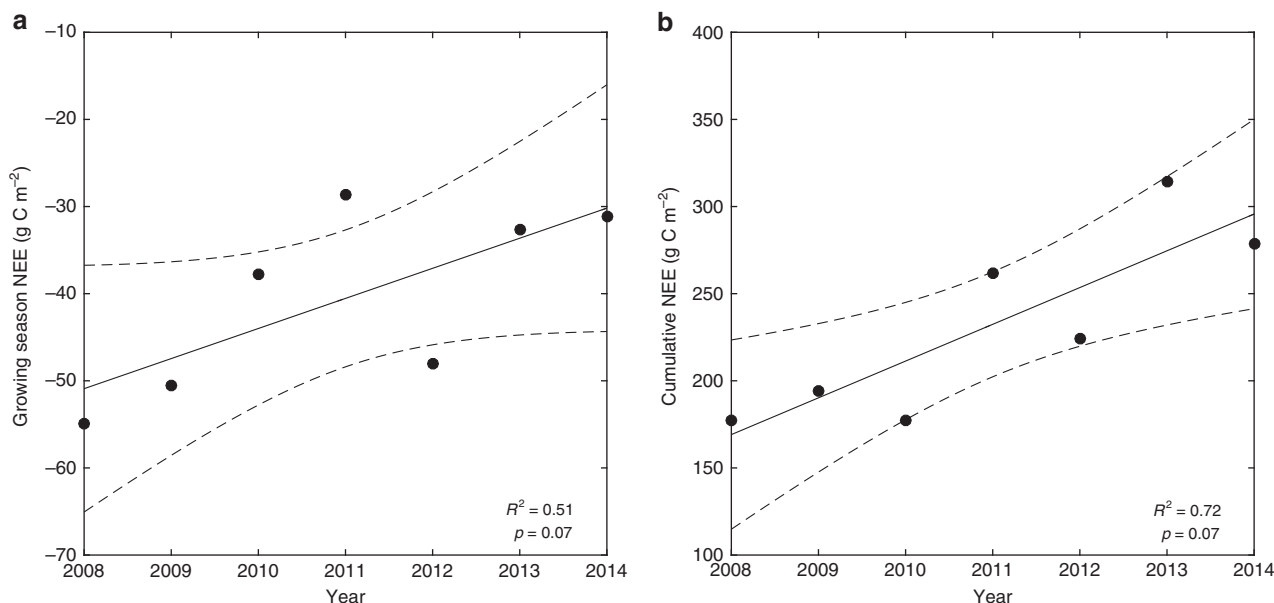 a
Growing season NEE (g C m⁻²)
–10
–20
–30
–40
–50
–60
–70
2008 2009 2010 2011 2012 2013 2014
Year
R² = 0.51
p = 0.07
b
Cumulative NEE (g C m⁻²)
400
350
300
250
200
150
100
2008 2009 2010 2011 2012 2013 2014
Year
R² = 0.72
p = 0.07